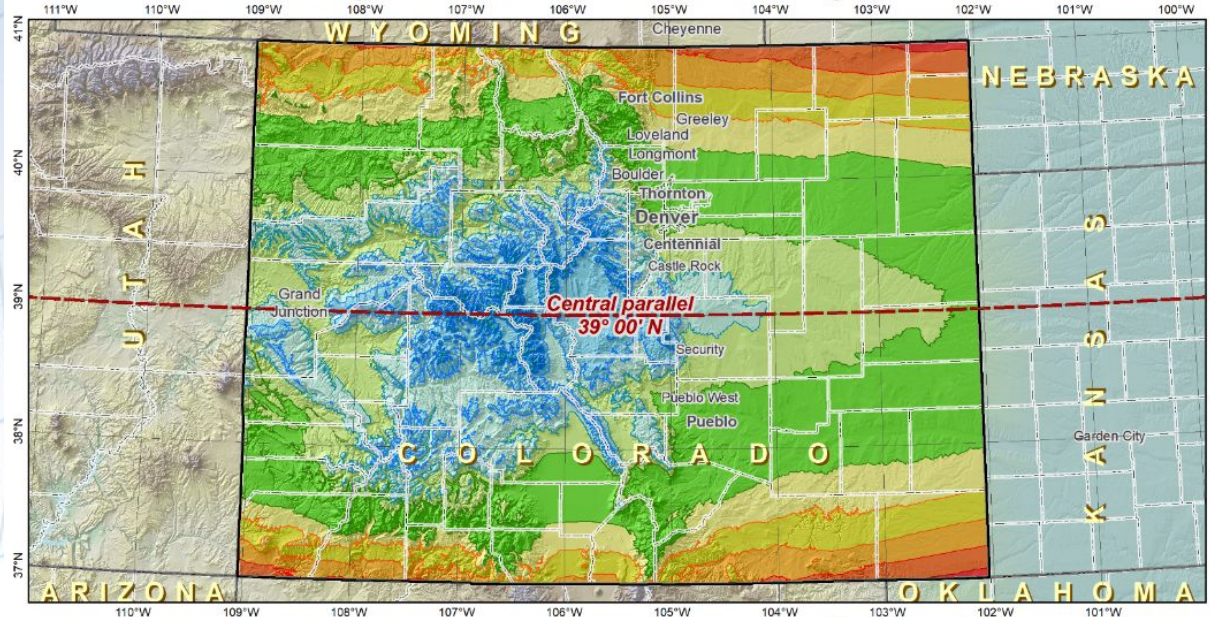 111°W 110°W 109°W 108°W 107°W 106°W 105°W 104°W 103°W 102°W 101°W 100°W
41°N
WYOMING
Cheyenne
NEBRASKA
Fort Collins
Greeley
Loveland
Longmont
40°N
Boulder
UTAH
Thornton
Denver
KANSAS
Centennial
Castle Rock
39°N
Grand
Junction
Central parallel
39° 00' N
Security
Pueblo West
38°N
Pueblo
Garden City
COLORADO
37°N
ARIZONA
OKLAHOMA
110°W 109°W 108°W 107°W 106°W 105°W 104°W 103°W 102°W 101°W